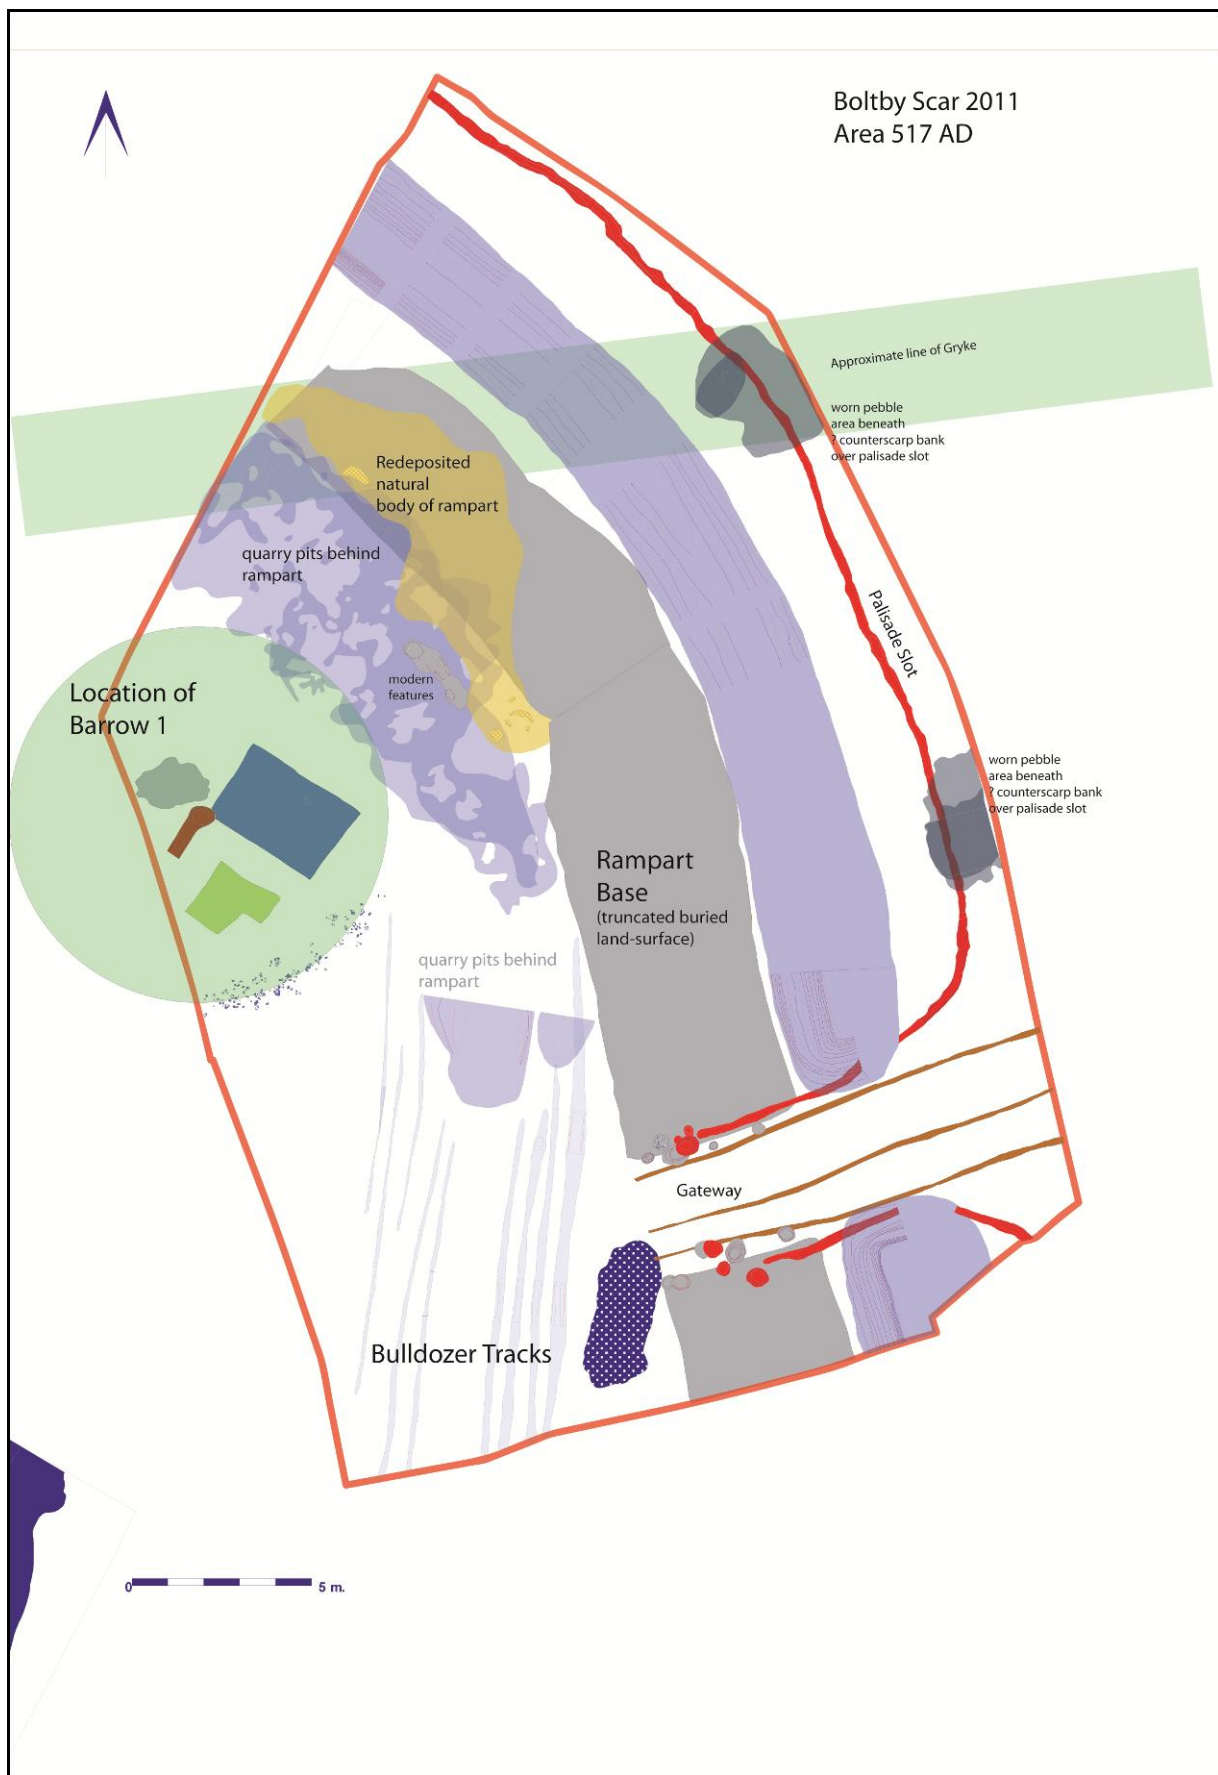 Boltby Scar 2011
Area 517 AD
Approximate line of Gryke
worn pebble
area beneath
? counterscarp bank
over palisade slot
Redeposited
natural
body of rampart
quarry pits behind
rampart
Palisade Slot
modern
features
Location of
Barrow 1
worn pebble
area beneath
? counterscarp bank
over palisade slot
Rampart
Base
(truncated buried
land-surface)
quarry pits behind
rampart
Gateway
Bulldozer Tracks
0 5 m.